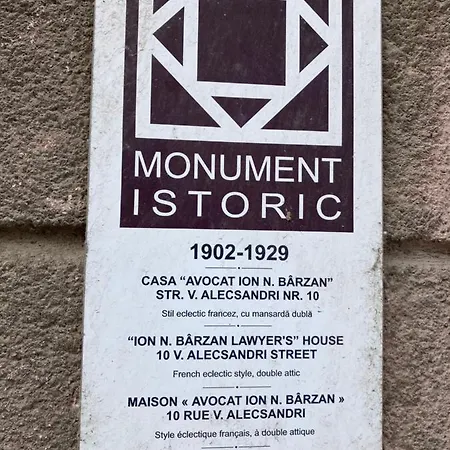 MONUMENT
ISTORIC
1902-1929
CASA “AVOCAT ION N. BÂRZAN”
STR. V. ALECSANDRI NR. 10
Stil eclectic francez, cu mansardă dublă
“ION N. BÂRZAN LAWYER'S” HOUSE
10 V. ALECSANDRI STREET
French eclectic style, double attic
MAISON « AVOCAT ION N. BÂRZAN »
10 RUE V. ALECSANDRI
Style éclectique français, à double attique